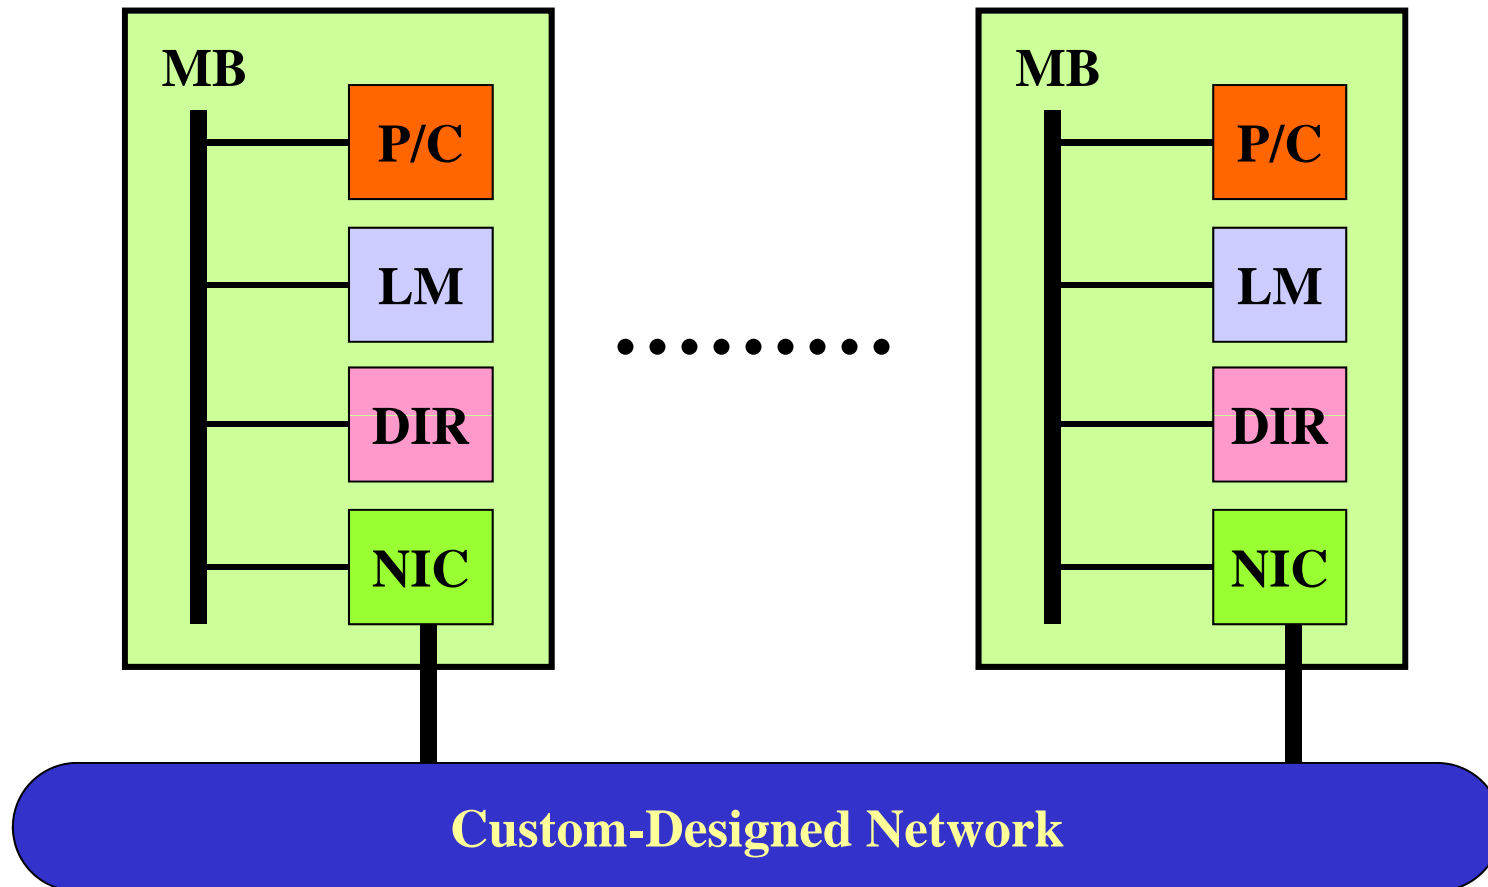 MB
P/C
LM
DIR
NIC
MB
P/C
LM
DIR
NIC
Custom-Designed Network